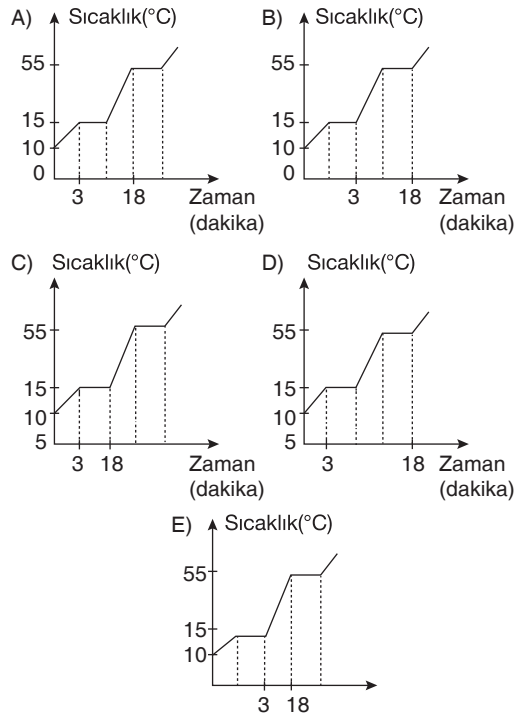 A) Sıcaklık(°C)
55
15
10
0
3 18 Zaman
(dakika)
B) Sıcaklık(°C)
55
15
10
0
3 18 Zaman
(dakika)
C) Sıcaklık(°C)
55
15
10
5
3 18 Zaman
(dakika)
D) Sıcaklık(°C)
55
15
10
5
3 18 Zaman
(dakika)
E) Sıcaklık(°C)
55
15
10
3 18